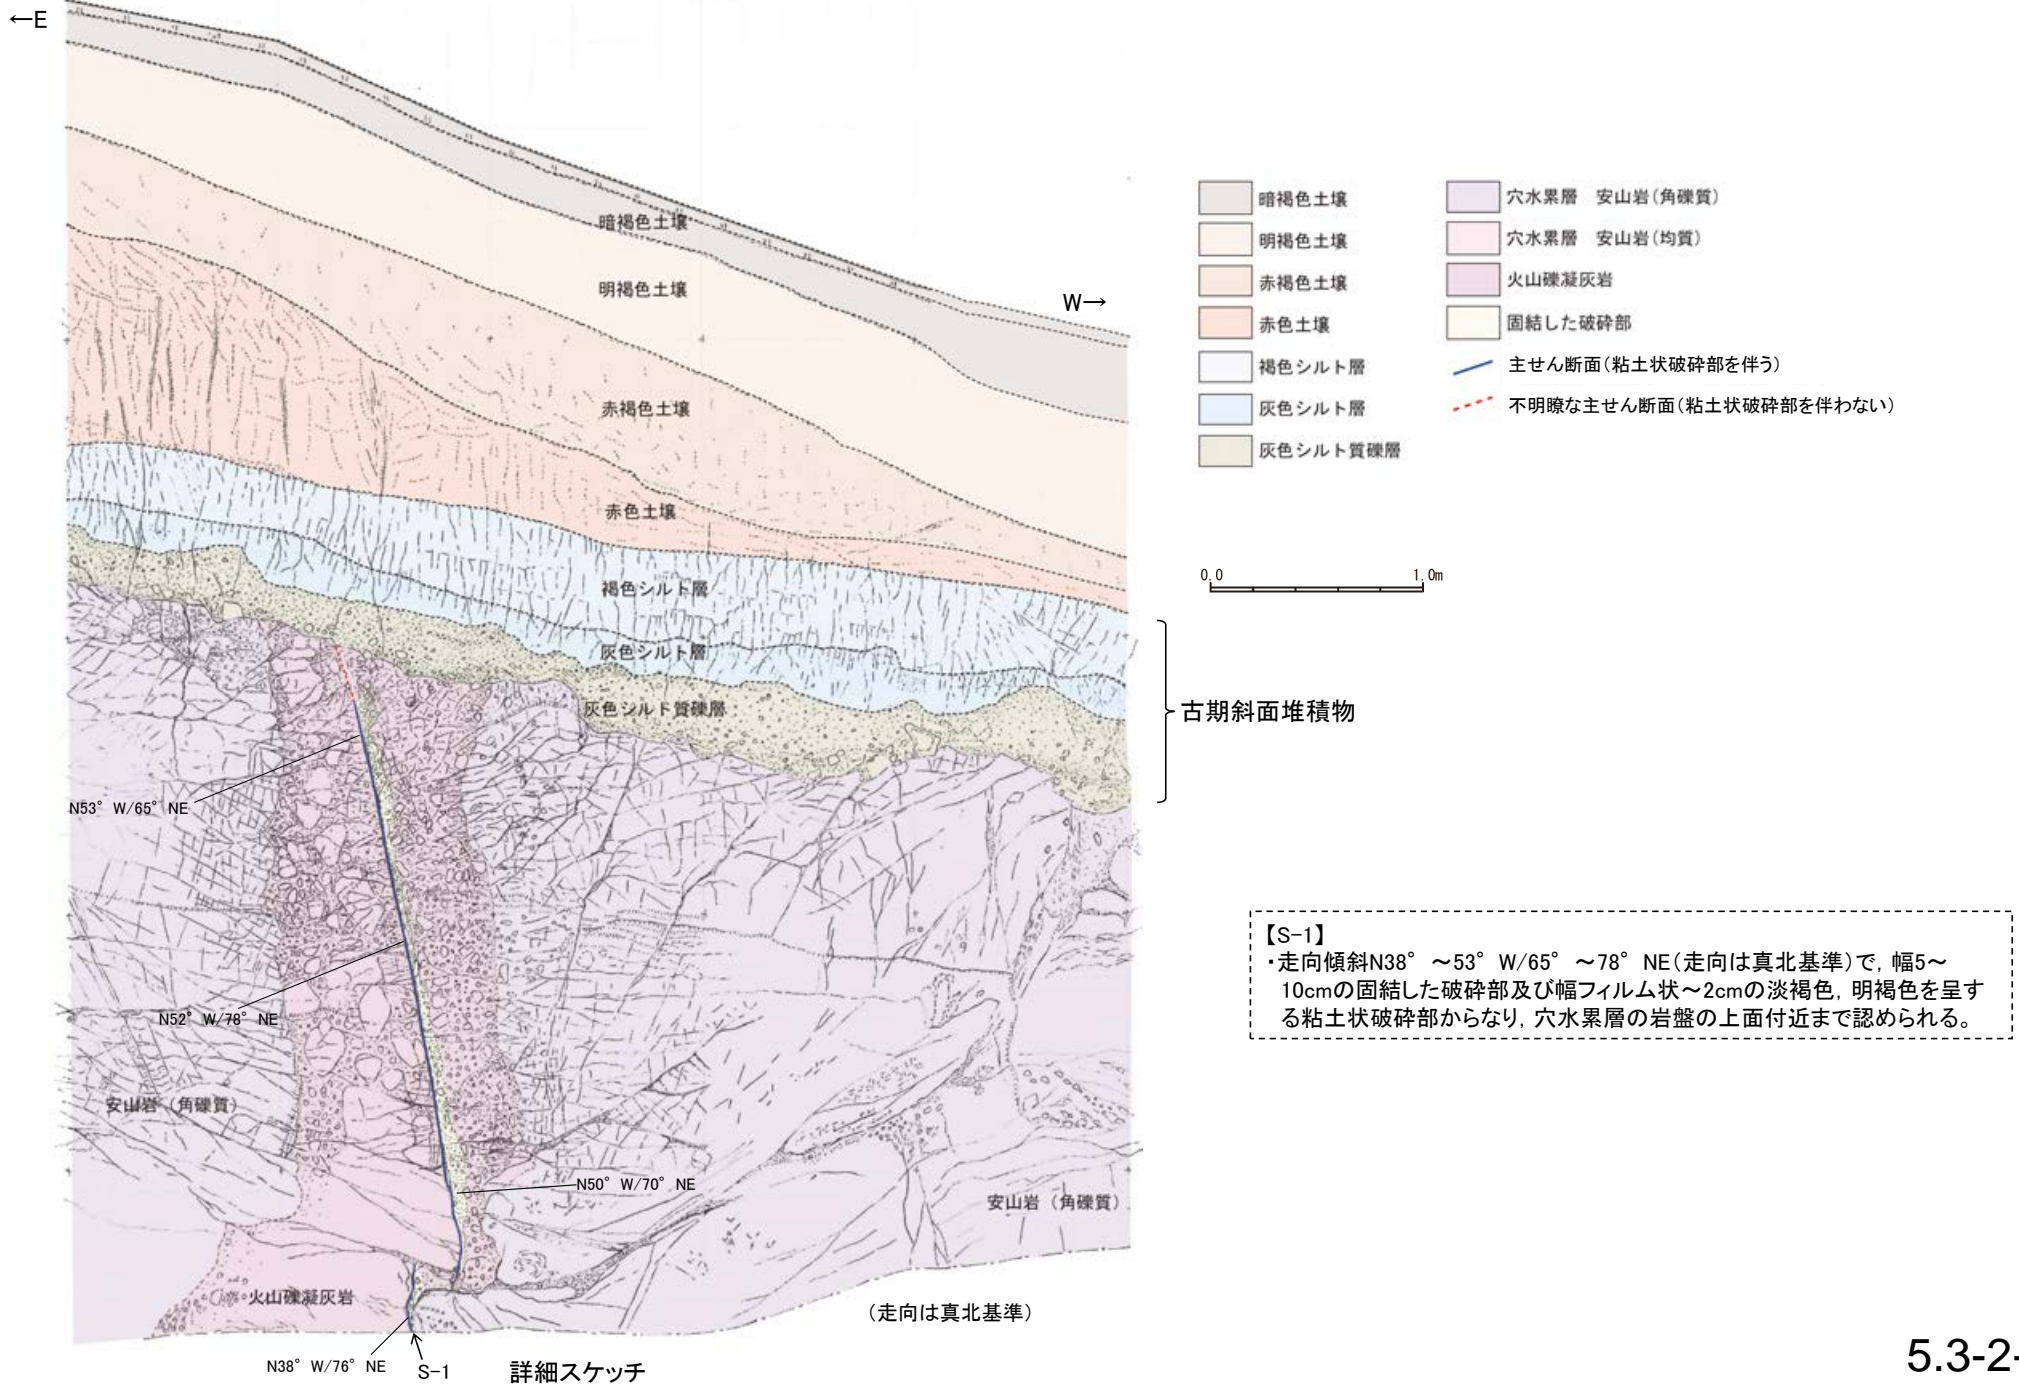 ←E
W→
暗褐色土壌
明褐色土壌
赤褐色土壌
赤色土壌
褐色シルト層
灰色シルト層
灰色シルト質礫層
N53°W/65°NE
N52°W/78°NE
安山岩（角礫質）
N50°W/70°NE
安山岩（角礫質）
火山礫凝灰岩
（走向は真北基準）
N38°W/76°NE
S-1
詳細スケッチ
暗褐色土壌
明褐色土壌
赤褐色土壌
赤色土壌
褐色シルト層
灰色シルト層
灰色シルト質礫層
穴水累層　安山岩（角礫質）
穴水累層　安山岩（均質）
火山礫凝灰岩
固結した破砕部
主せん断面（粘土状破砕部を伴う）
不明瞭な主せん断面（粘土状破砕部を伴わない）
0.0 1.0m
古期斜面堆積物
【S-1】
・走向傾斜N38°～53°W/65°～78°NE（走向は真北基準）で，幅5～
10cmの固結した破砕部及び幅フィルム状～2cmの淡褐色，明褐色を呈す
る粘土状破砕部からなり，穴水累層の岩盤の上面付近まで認められる。
5.3-2-